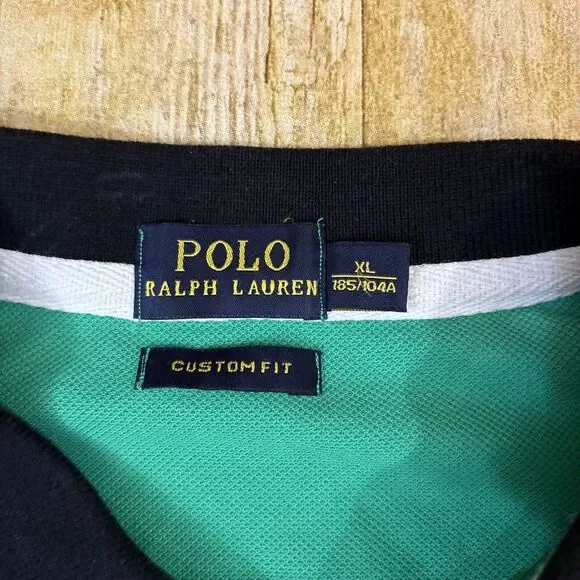 POLO
RALPH LAUREN
XL
185/104A
CUSTOM FIT